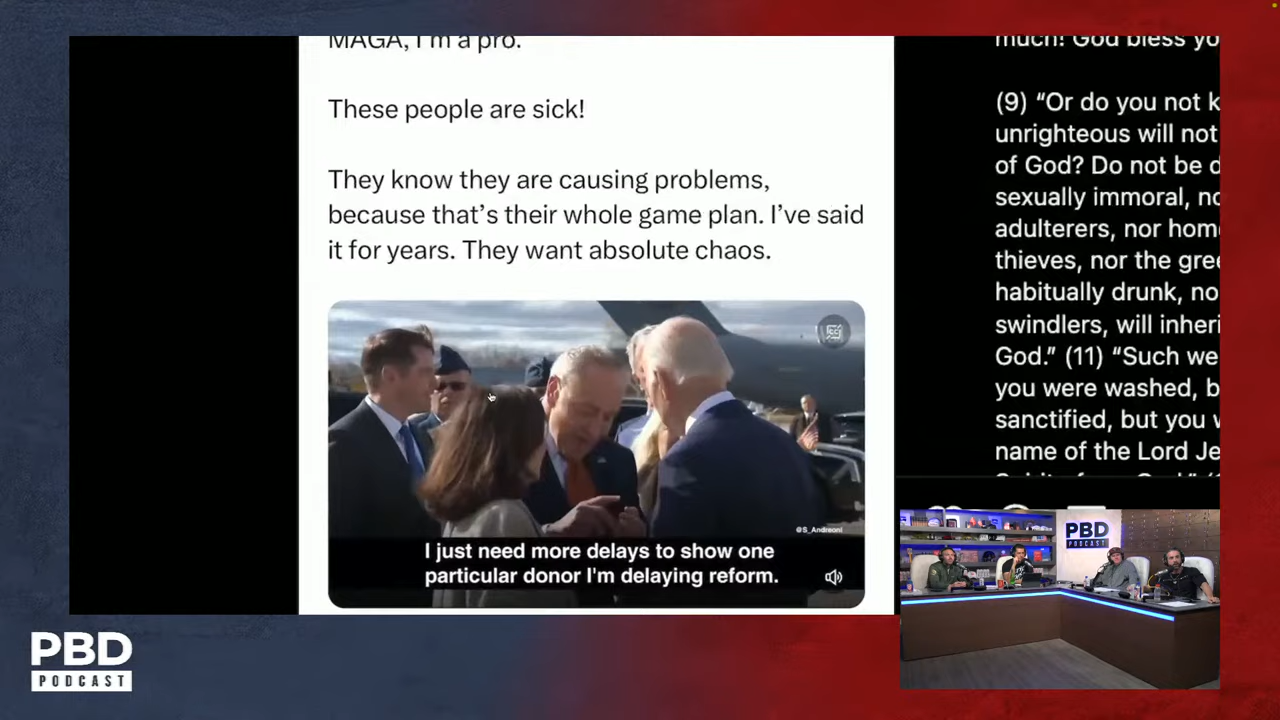 MAGA, I'm a pro.
These people are sick!
They know they are causing problems,
because that's their whole game plan. I've said
it for years. They want absolute chaos.
@S_Andreoni
I just need more delays to show one
particular donor I'm delaying reform.
much! God bless yo
(9) “Or do you not k
unrighteous will not
of God? Do not be d
sexually immoral, no
adulterers, nor hom
thieves, nor the gree
habitually drunk, no
swindlers, will inheri
God.” (11) “Such we
you were washed, b
sanctified, but you w
name of the Lord Je
PBD
PODCAST
PBD
PODCAST